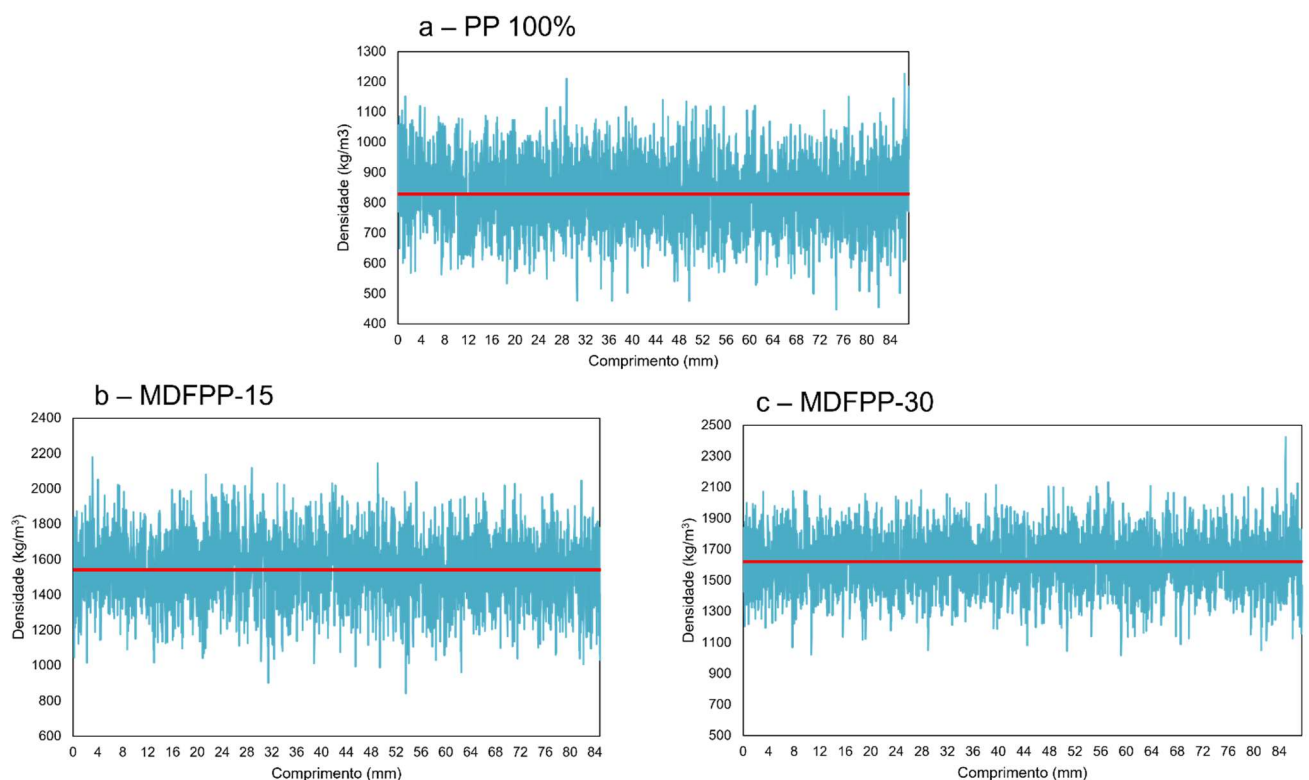 a – PP 100%
1300
1200
1100
1000
900
800
700
600
500
400
Densidade (kg/m3)
0 4 8 12 16 20 24 28 32 36 40 44 48 52 56 60 64 68 72 76 80 84
Comprimento (mm)
b – MDFPP-15
2400
2200
2000
1800
1600
1400
1200
1000
800
600
Densidade (kg/m³)
0 4 8 12 16 20 24 28 32 36 40 44 48 52 56 60 64 68 72 76 80 84
Comprimento (mm)
c – MDFPP-30
2500
2300
2100
1900
1700
1500
1300
1100
900
700
500
Densidade (kg/m³)
0 4 8 12 16 20 24 28 32 36 40 44 48 52 56 60 64 68 72 76 80 84
Comprimento (mm)